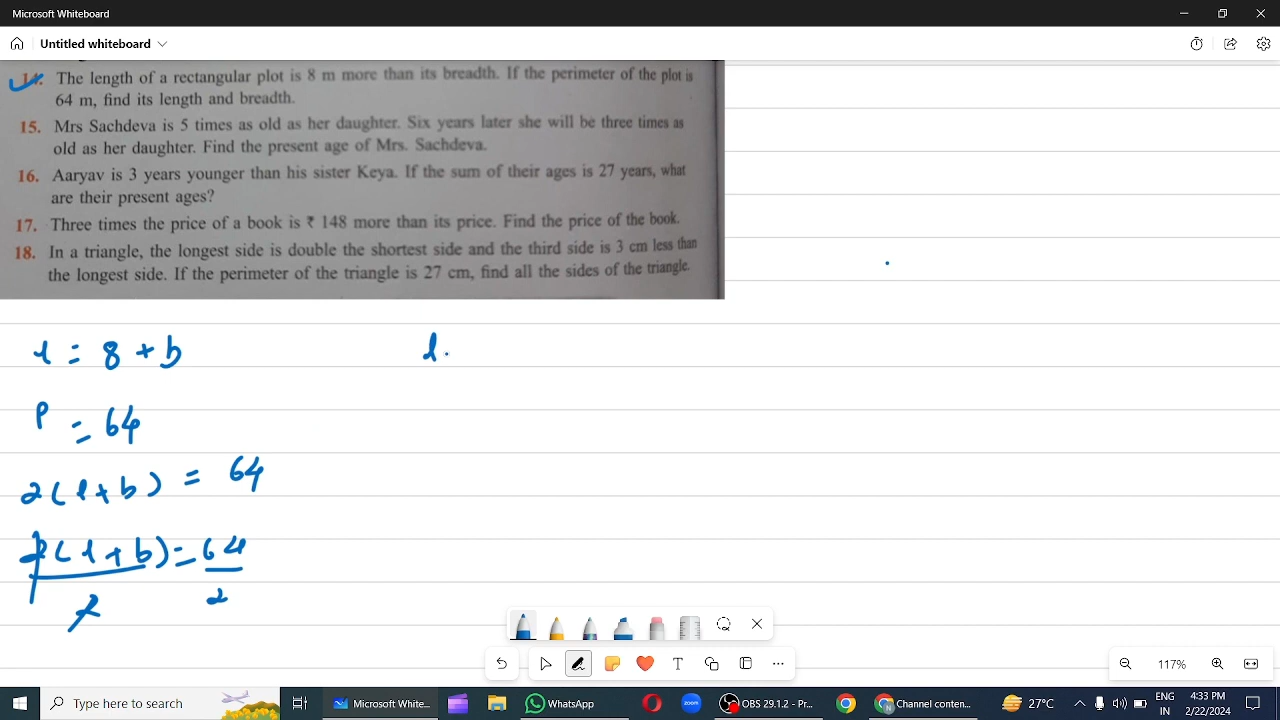 Microsoft Whiteboard
Untitled whiteboard
14. The length of a rectangular plot is 8 m more than its breadth. If the perimeter of the plot is
64 m, find its length and breadth.
15. Mrs Sachdeva is 5 times as old as her daughter. Six years later she will be three times as
old as her daughter. Find the present age of Mrs. Sachdeva.
16. Aaryav is 3 years younger than his sister Keya. If the sum of their ages is 27 years, what
are their present ages?
17. Three times the price of a book is ₹ 148 more than its price. Find the price of the book.
18. In a triangle, the longest side is double the shortest side and the third side is 3 cm less than
the longest side. If the perimeter of the triangle is 27 cm, find all the sides of the triangle.
l = 8 + b
l
P = 64
2(l+b) = 64
2(l+b) = 64
2 2
117%
Type here to search
Microsoft White...
WhatsApp
zoom
OBS 29.1.2 - P...
Channel conten...
27°C
ENG
IN
4:33 PM
2/22/2024